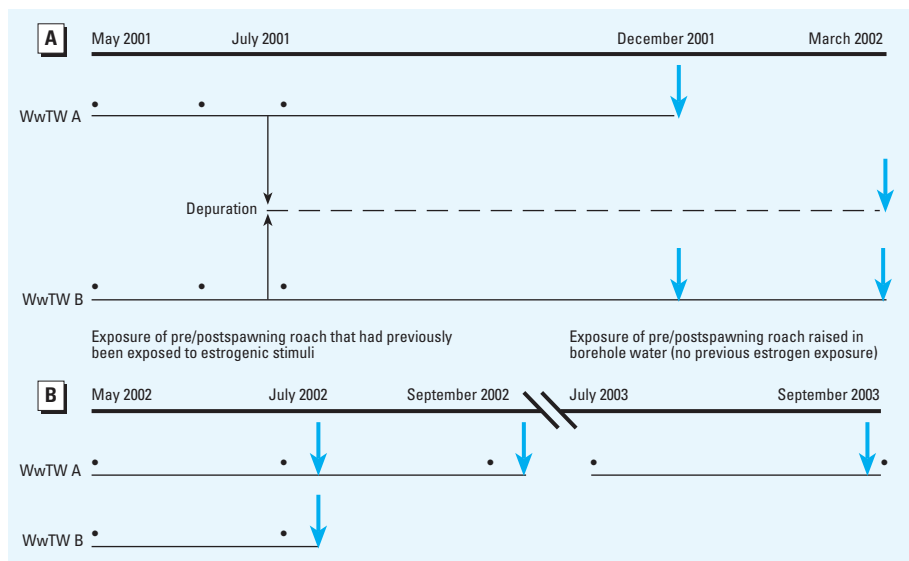 A
May 2001 July 2001 December 2001 March 2002
WwTW A
Depuration
WwTW B
Exposure of pre/postspawning roach that had previously
been exposed to estrogenic stimuli
Exposure of pre/postspawning roach raised in
borehole water (no previous estrogen exposure)
B
May 2002 July 2002 September 2002 July 2003 September 2003
WwTW A
WwTW B